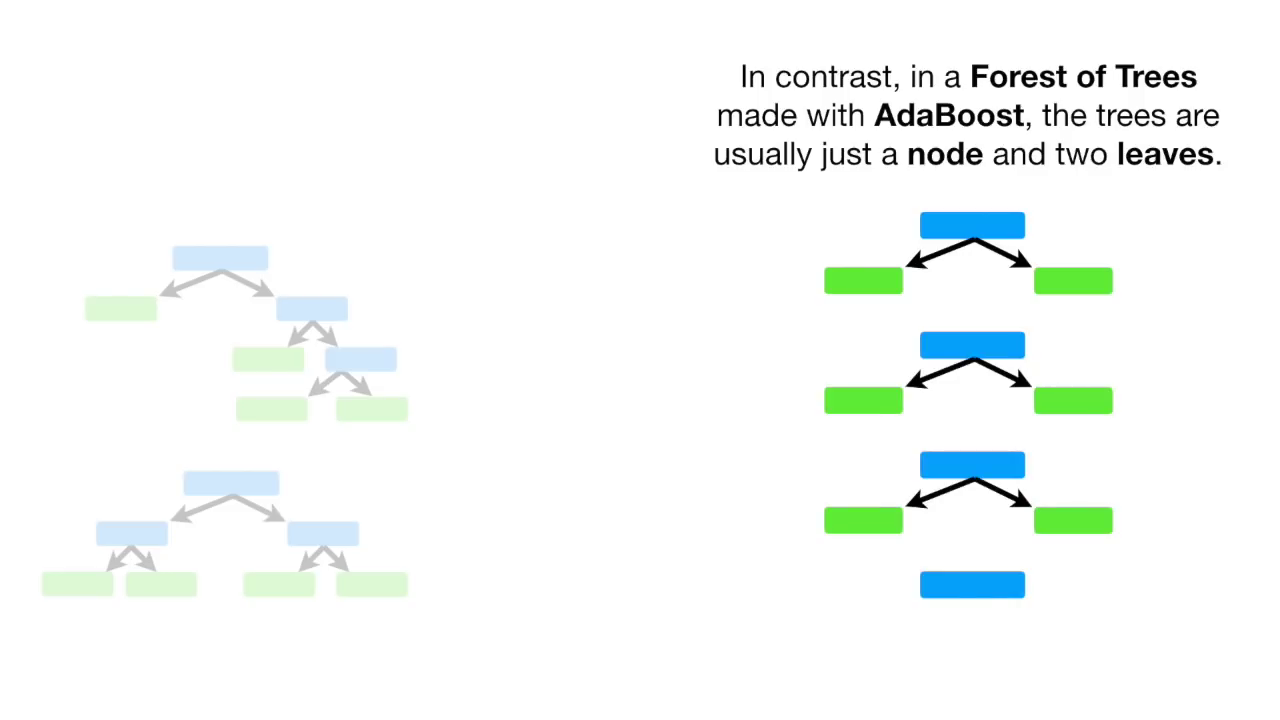 In contrast, in a Forest of Trees
made with AdaBoost, the trees are
usually just a node and two leaves.